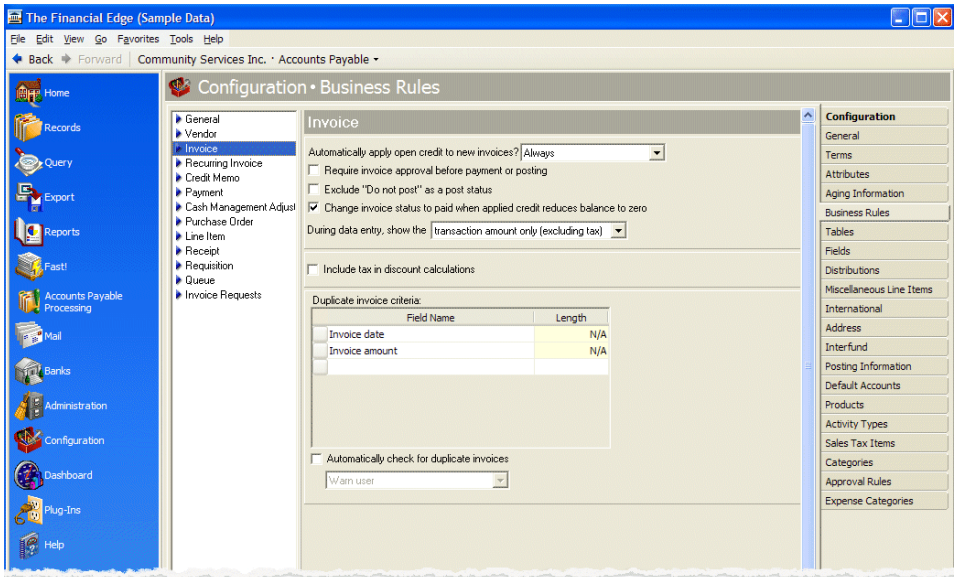 The Financial Edge (Sample Data)
File Edit View Go Favorites Tools Help
Back Forward Community Services Inc. · Accounts Payable
Home
Records
Query
Export
Reports
Fast!
Accounts Payable
Processing
Mail
Banks
Administration
Configuration
Dashboard
Plug-Ins
Help
Configuration · Business Rules
General
Vendor
Invoice
Recurring Invoice
Credit Memo
Payment
Cash Management Adjust
Purchase Order
Line Item
Receipt
Requisition
Queue
Invoice Requests
Invoice
Automatically apply open credit to new invoices? Always
Require invoice approval before payment or posting
Exclude "Do not post" as a post status
Change invoice status to paid when applied credit reduces balance to zero
During data entry, show the transaction amount only (excluding tax)
Include tax in discount calculations
Duplicate invoice criteria:
Field Name Length
Invoice date N/A
Invoice amount N/A
Automatically check for duplicate invoices
Warn user
Configuration
General
Terms
Attributes
Aging Information
Business Rules
Tables
Fields
Distributions
Miscellaneous Line Items
International
Address
Interfund
Posting Information
Default Accounts
Products
Activity Types
Sales Tax Items
Categories
Approval Rules
Expense Categories